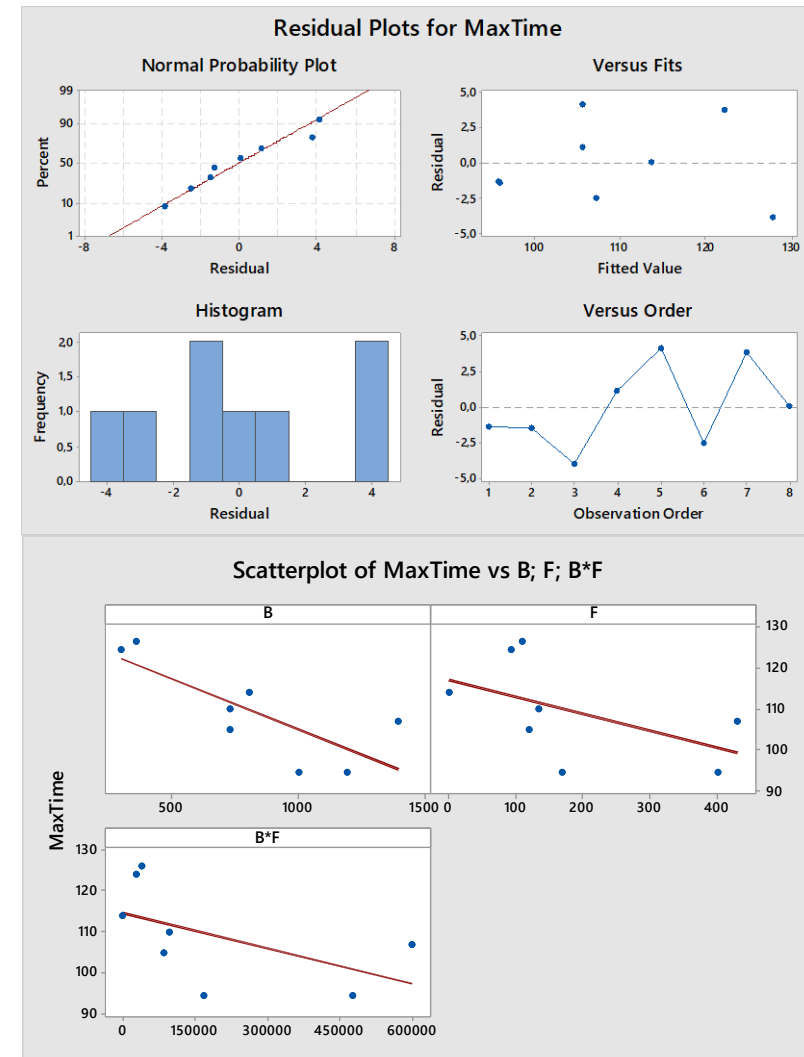 Residual Plots for MaxTime
Normal Probability Plot
99
90
50
10
1
Percent
-8 -4 0 4 8
Residual
Versus Fits
5,0
2,5
0,0
-2,5
-5,0
Residual
100 110 120 130
Fitted Value
Histogram
2,0
1,5
1,0
0,5
0,0
Frequency
-4 -2 0 2 4
Residual
Versus Order
5,0
2,5
0,0
-2,5
-5,0
Residual
1 2 3 4 5 6 7 8
Observation Order
Scatterplot of MaxTime vs B; F; B*F
B F
130
120
110
100
90
500 1000 1500 0 100 200 300 400
MaxTime
B*F
130
120
110
100
90
0 150000 300000 450000 600000